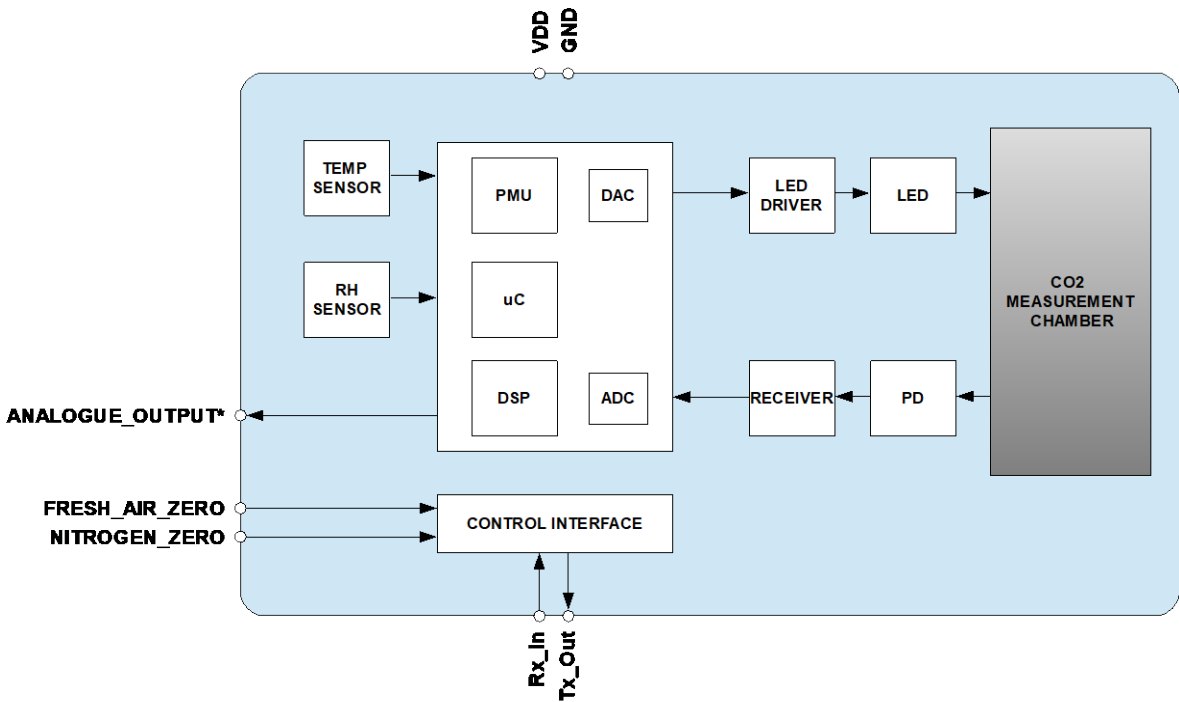 VDD
GND
TEMP
SENSOR
PMU
DAC
LED
DRIVER
LED
RH
SENSOR
uC
CO2
MEASUREMENT
CHAMBER
DSP
ADC
RECEIVER
PD
ANALOGUE_OUTPUT*
FRESH_AIR_ZERO
NITROGEN_ZERO
CONTROL INTERFACE
Rx_In
Tx_Out